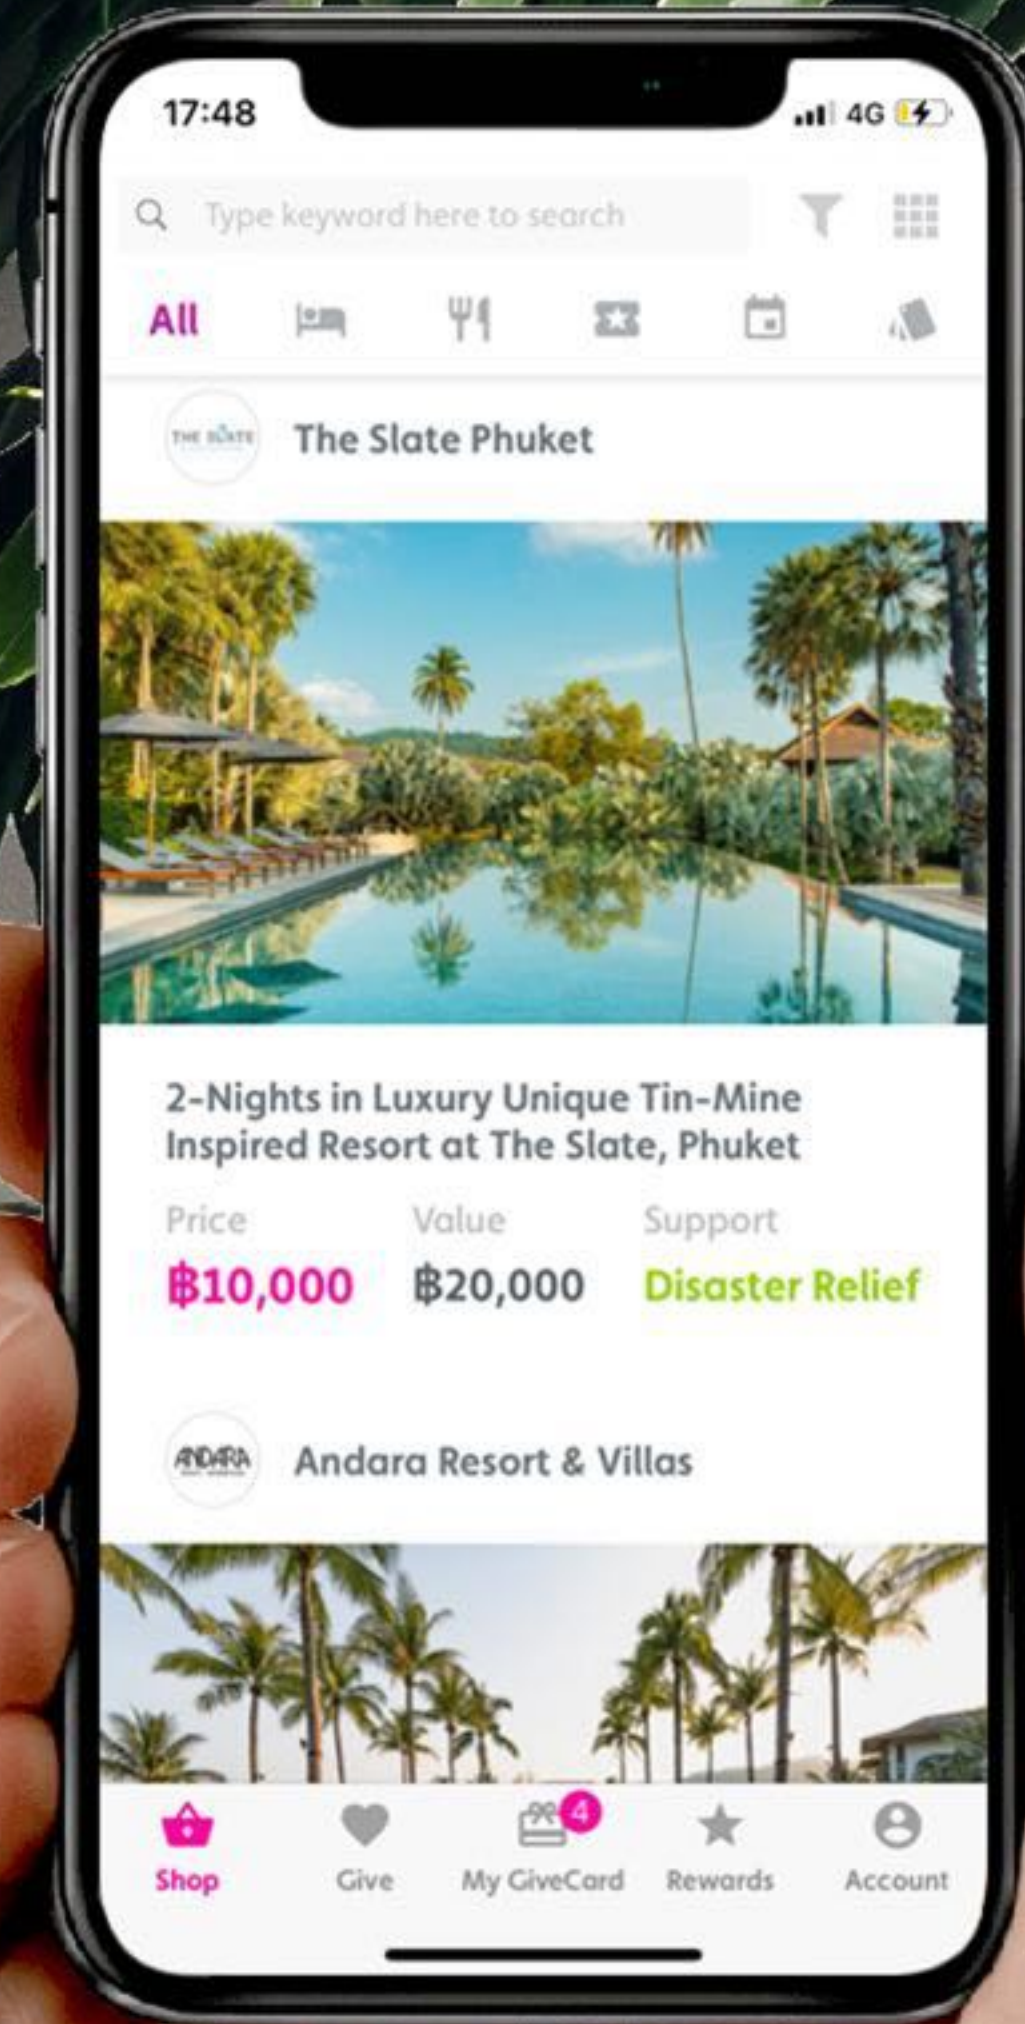 17:48
4G
Type keyword here to search
All
THE SLATE
The Slate Phuket
2-Nights in Luxury Unique Tin-Mine
Inspired Resort at The Slate, Phuket
Price Value Support
฿10,000 ฿20,000 Disaster Relief
ANDARA
Andara Resort & Villas
4
Shop Give My GiveCard Rewards Account